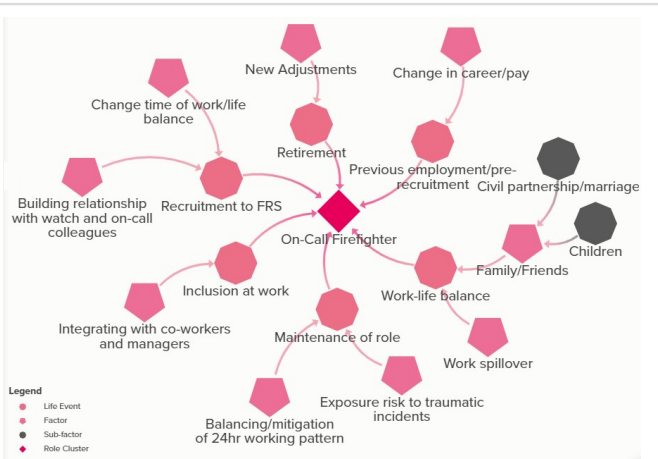 New Adjustments
Change in career/pay
Change time of work/life
balance
Retirement
Previous employment/pre-
recruitment
Civil partnership/marriage
Building relationship
with watch and on-call
colleagues
Recruitment to FRS
On-Call Firefighter
Children
Family/Friends
Inclusion at work
Work-life balance
Integrating with co-workers
and managers
Maintenance of role
Work spillover
Exposure risk to traumatic
incidents
Balancing/mitigation
of 24hr working pattern
Legend
Life Event
Factor
Sub-factor
Role Cluster